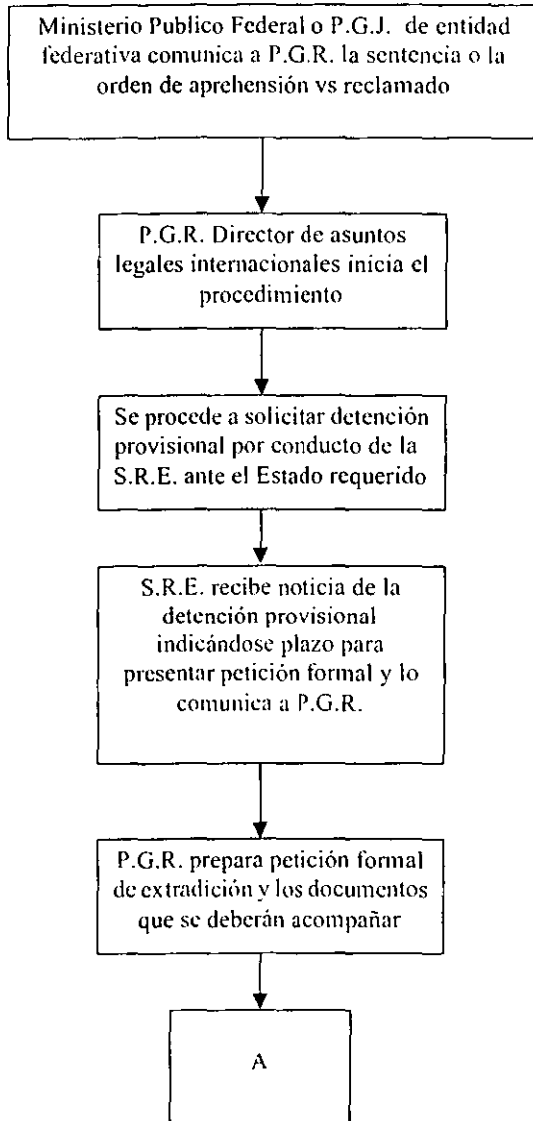 Ministerio Publico Federal o P.G.J. de entidad
federativa comunica a P.G.R. la sentencia o la
orden de aprehensión vs reclamado
P.G.R. Director de asuntos
legales internacionales inicia el
procedimiento
Se procede a solicitar detención
provisional por conducto de la
S.R.E. ante el Estado requerido
S.R.E. recibe noticia de la
detención provisional
indicándose plazo para
presentar petición formal y lo
comunica a P.G.R.
P.G.R. prepara petición formal
de extradición y los documentos
que se deberán acompañar
A